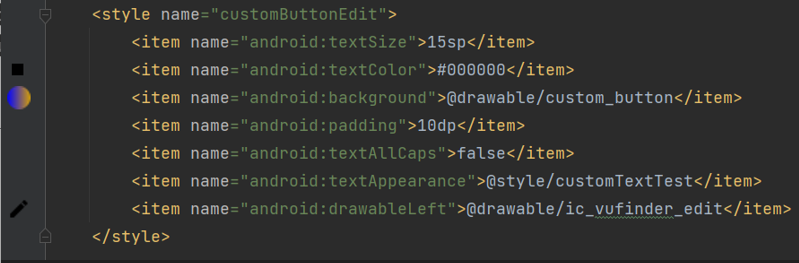 <style name="customButtonEdit">
<item name="android:textSize">15sp</item>
<item name="android:textColor">#000000</item>
<item name="android:background">@drawable/custom_button</item>
<item name="android:padding">10dp</item>
<item name="android:textAllCaps">false</item>
<item name="android:textAppearance">@style/customTextTest</item>
<item name="android:drawableLeft">@drawable/ic_vufinder_edit</item>
</style>